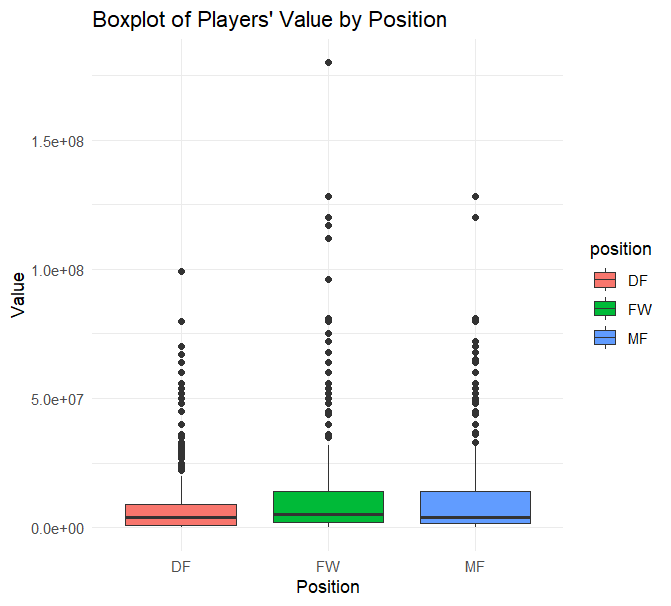 Boxplot of Players' Value by Position
1.5e+08
1.0e+08
5.0e+07
0.0e+00
Value
DF
FW
MF
Position
position
DF
FW
MF